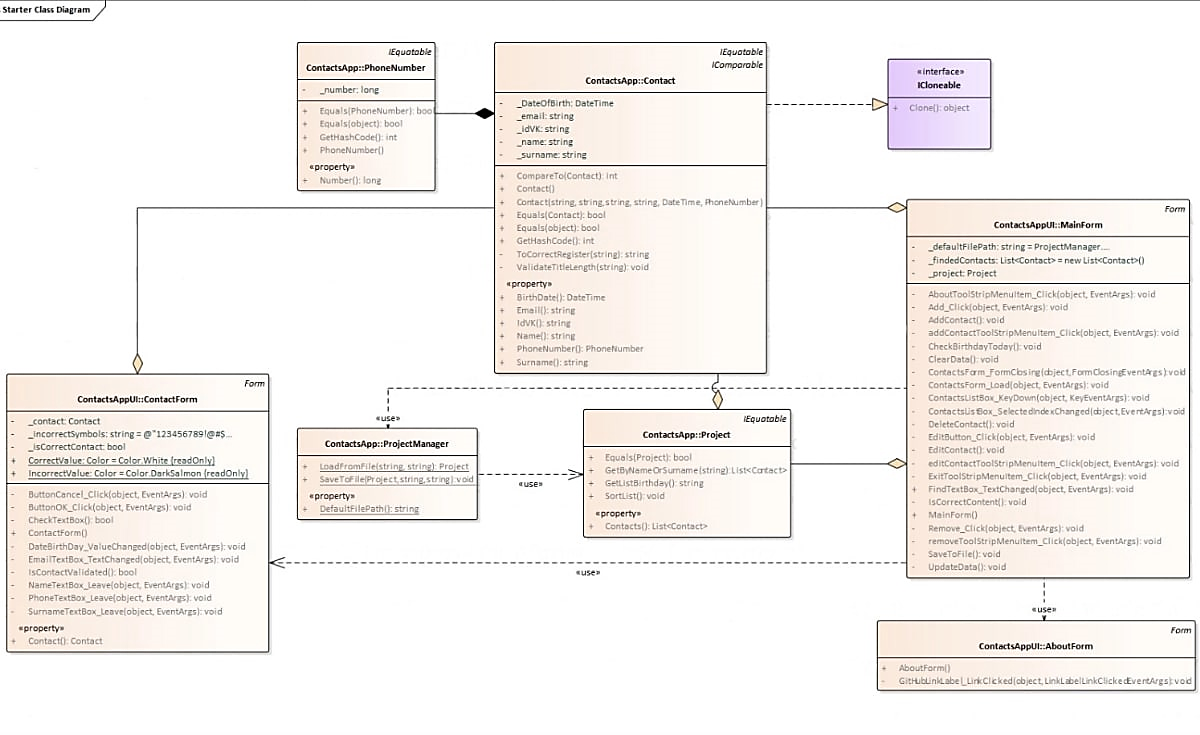 Starter Class Diagram
IEquatable
ContactsApp::PhoneNumber
- _number: long
+ Equals(PhoneNumber): bool
+ Equals(object): bool
+ GetHashCode(): int
+ PhoneNumber()
«property»
+ Number(): long
IEquatable
IComparable
ContactsApp::Contact
- _DateOfBirth: DateTime
- _email: string
- _idVK: string
- _name: string
- _surname: string
+ CompareTo(Contact): int
+ Contact()
+ Contact(string, string, string, string, DateTime, PhoneNumber)
+ Equals(Contact): bool
+ Equals(object): bool
+ GetHashCode(): int
- ToCorrectRegister(string): string
- ValidateTitleLength(string): void
«property»
+ BirthDate(): DateTime
+ Email(): string
+ IdVK(): string
+ Name(): string
+ PhoneNumber(): PhoneNumber
+ Surname(): string
«interface»
ICloneable
+ Clone(): object
Form
ContactsAppUI::MainForm
- _defaultFilePath: string = ProjectManager....
- _findedContacts: List<Contact> = new List<Contact>()
- _project: Project
- AboutToolStripMenuItem_Click(object, EventArgs): void
- Add_Click(object, EventArgs): void
- AddContact(): void
- addContactToolStripMenuItem_Click(object, EventArgs): void
- CheckBirthdayToday(): void
- ClearData(): void
- ContactsForm_FormClosing(object, FormClosingEventArgs): void
- ContactsForm_Load(object, EventArgs): void
- ContactsListBox_KeyDown(object, KeyEventArgs): void
- ContactsListBox_SelectedIndexChanged(object, EventArgs): void
- DeleteContact(): void
- EditButton_Click(object, EventArgs): void
- EditContact(): void
- editContactToolStripMenuItem_Click(object, EventArgs): void
- ExitToolStripMenuItem_Click(object, EventArgs): void
+ FindTextBox_TextChanged(object, EventArgs): void
- IsCorrectContent(): void
+ MainForm()
- Remove_Click(object, EventArgs): void
- removeToolStripMenuItem_Click(object, EventArgs): void
- SaveToFile(): void
- UpdateData(): void
Form
ContactsAppUI::ContactForm
- _contact: Contact
- _incorrectSymbols: string = @"123456789!@#$...
- _isCorrectContact: bool
+ CorrectValue: Color = Color.White {readOnly}
+ IncorrectValue: Color = Color.DarkSalmon {readOnly}
- ButtonCancel_Click(object, EventArgs): void
- ButtonOK_Click(object, EventArgs): void
- CheckTextBox(): bool
+ ContactForm()
- DateBirthDay_ValueChanged(object, EventArgs): void
- EmailTextBox_TextChanged(object, EventArgs): void
- IsContactValidated(): bool
- NameTextBox_Leave(object, EventArgs): void
- PhoneTextBox_Leave(object, EventArgs): void
- SurnameTextBox_Leave(object, EventArgs): void
«property»
+ Contact(): Contact
«use»
ContactsApp::ProjectManager
+ LoadFromFile(string, string): Project
+ SaveToFile(Project, string, string): void
«property»
+ DefaultFilePath(): string
«use»
IEquatable
ContactsApp::Project
+ Equals(Project): bool
+ GetByNameOrSurname(string): List<Contact>
+ GetListBirthday(): string
+ SortList(): void
«property»
+ Contacts(): List<Contact>
«use»
«use»
Form
ContactsAppUI::AboutForm
+ AboutForm()
- GitHubLinkLabel_LinkClicked(object, LinkLabelLinkClickedEventArgs): void